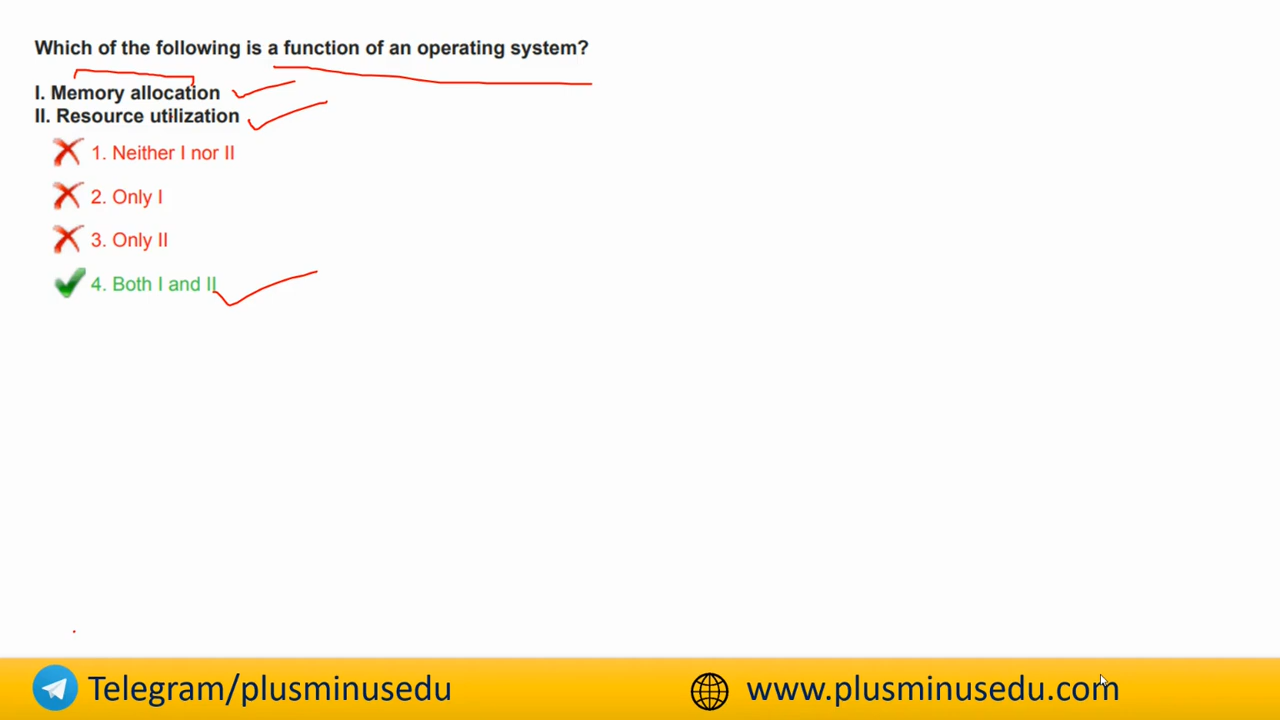 Which of the following is a function of an operating system?
I. Memory allocation
II. Resource utilization
1. Neither I nor II
2. Only I
3. Only II
4. Both I and II
Telegram/plusminusedu
www.plusminusedu.com